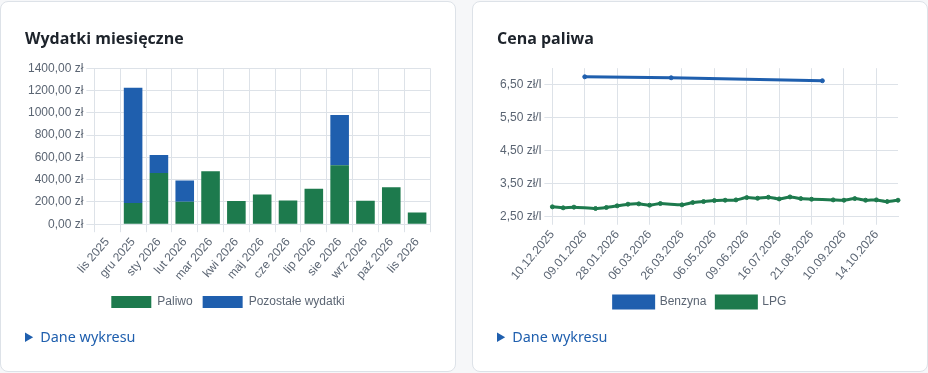 Wydatki miesięczne
1400,00 zł
1200,00 zł
1000,00 zł
800,00 zł
600,00 zł
400,00 zł
200,00 zł
0,00 zł
lis 2025
gru 2025
sty 2026
lut 2026
mar 2026
kwi 2026
maj 2026
cze 2026
lip 2026
sie 2026
wrz 2026
paź 2026
lis 2026
Paliwo
Pozostałe wydatki
Dane wykresu
Cena paliwa
6,50 zł/l
5,50 zł/l
4,50 zł/l
3,50 zł/l
2,50 zł/l
10.12.2025
09.01.2026
28.01.2026
06.03.2026
26.03.2026
06.05.2026
09.06.2026
16.07.2026
21.08.2026
10.09.2026
14.10.2026
Benzyna
LPG
Dane wykresu